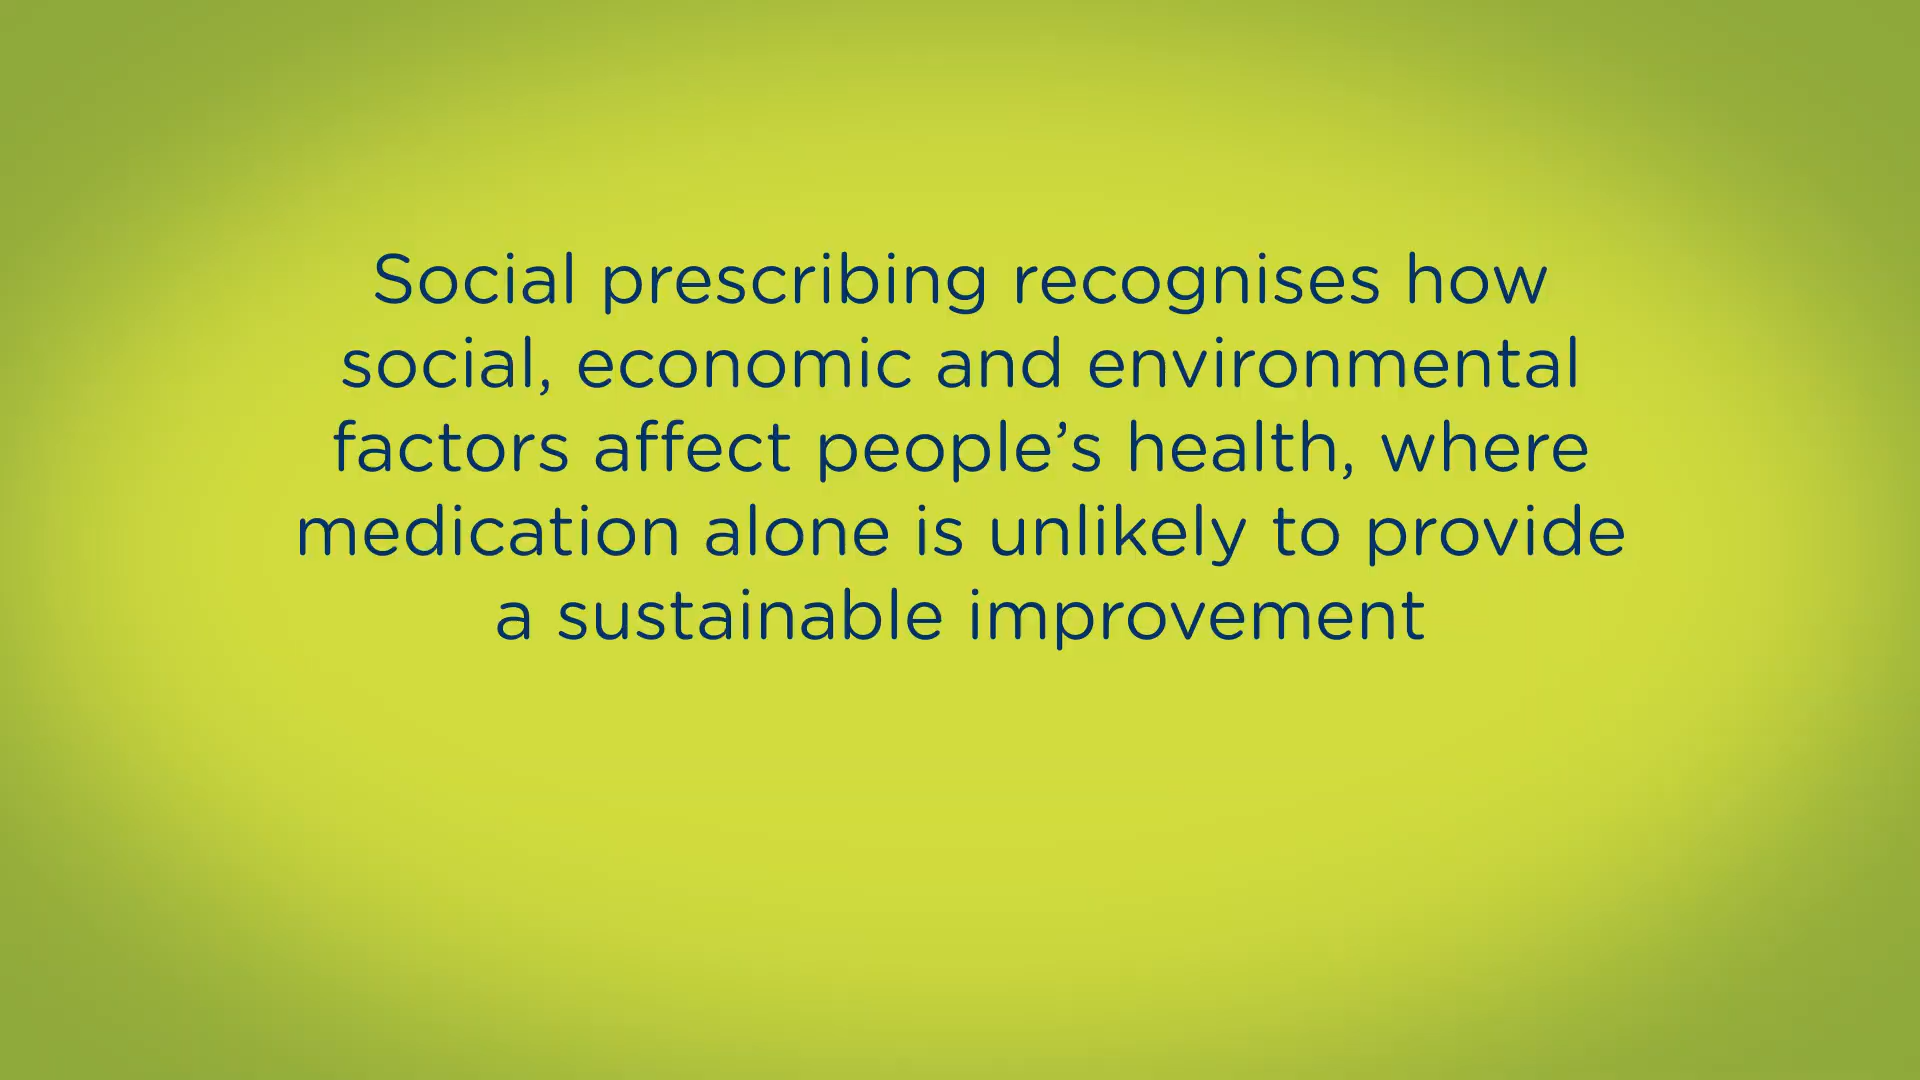 Social prescribing recognises how
social, economic and environmental
factors affect people’s health, where
medication alone is unlikely to provide
a sustainable improvement